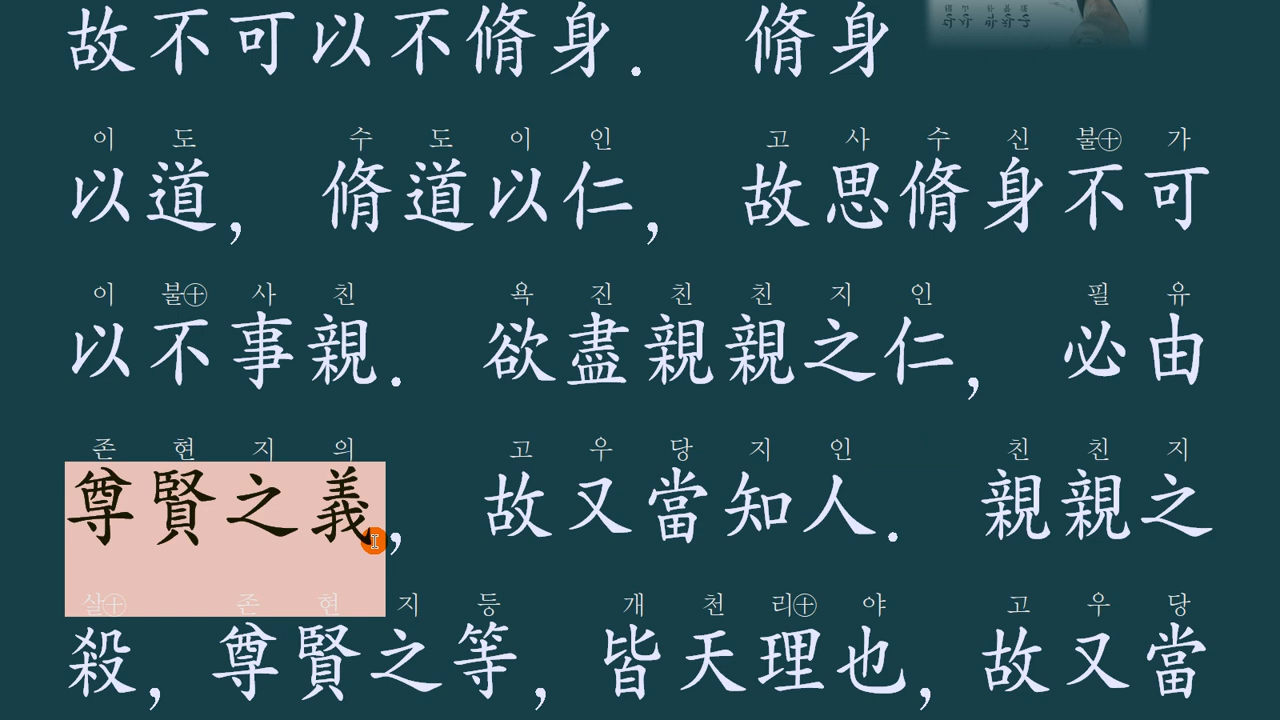 故不可以不脩身. 脩身
이 도 수 도 이 인 고 사 수 신 불㉩ 가
以道, 脩道以仁, 故思脩身不可
이 불㉩ 사 친 욕 진 친 친 지 인 필 유
以不事親. 欲盡親親之仁, 必由
존 현 지 의 고 우 당 지 인 친 친 지
尊賢之義, 故又當知人. 親親之
살㉩ 존 현 지 등 개 천 리㉩ 야 고 우 당
殺, 尊賢之等, 皆天理也, 故又當